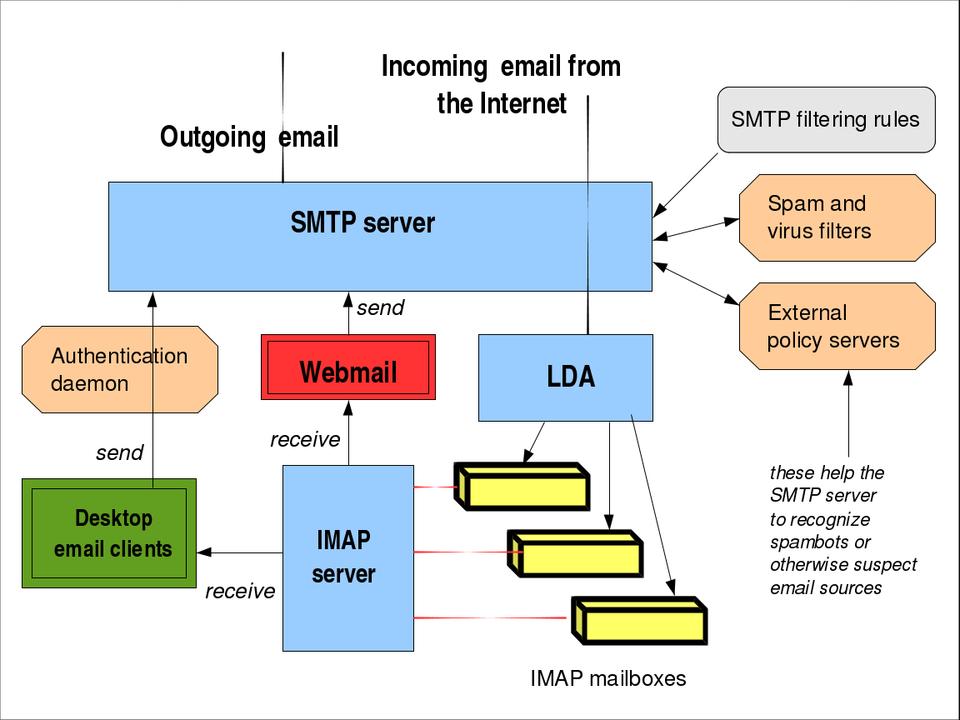 Incoming email from
the Internet
Outgoing email
SMTP filtering rules
SMTP server
Spam and
virus filters
send
External
policy servers
Authentication
daemon
Webmail
LDA
receive
send
these help the
SMTP server
to recognize
spambots or
otherwise suspect
email sources
Desktop
email clients
IMAP
server
receive
IMAP mailboxes